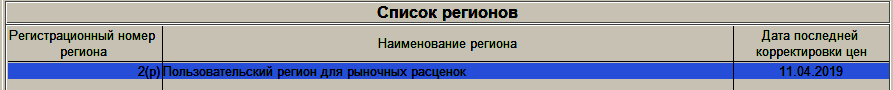 Список регионов
Регистрационный номер
региона
Наименование региона
Дата последней
корректировки цен
2(р) Пользовательский регион для рыночных расценок 11.04.2019